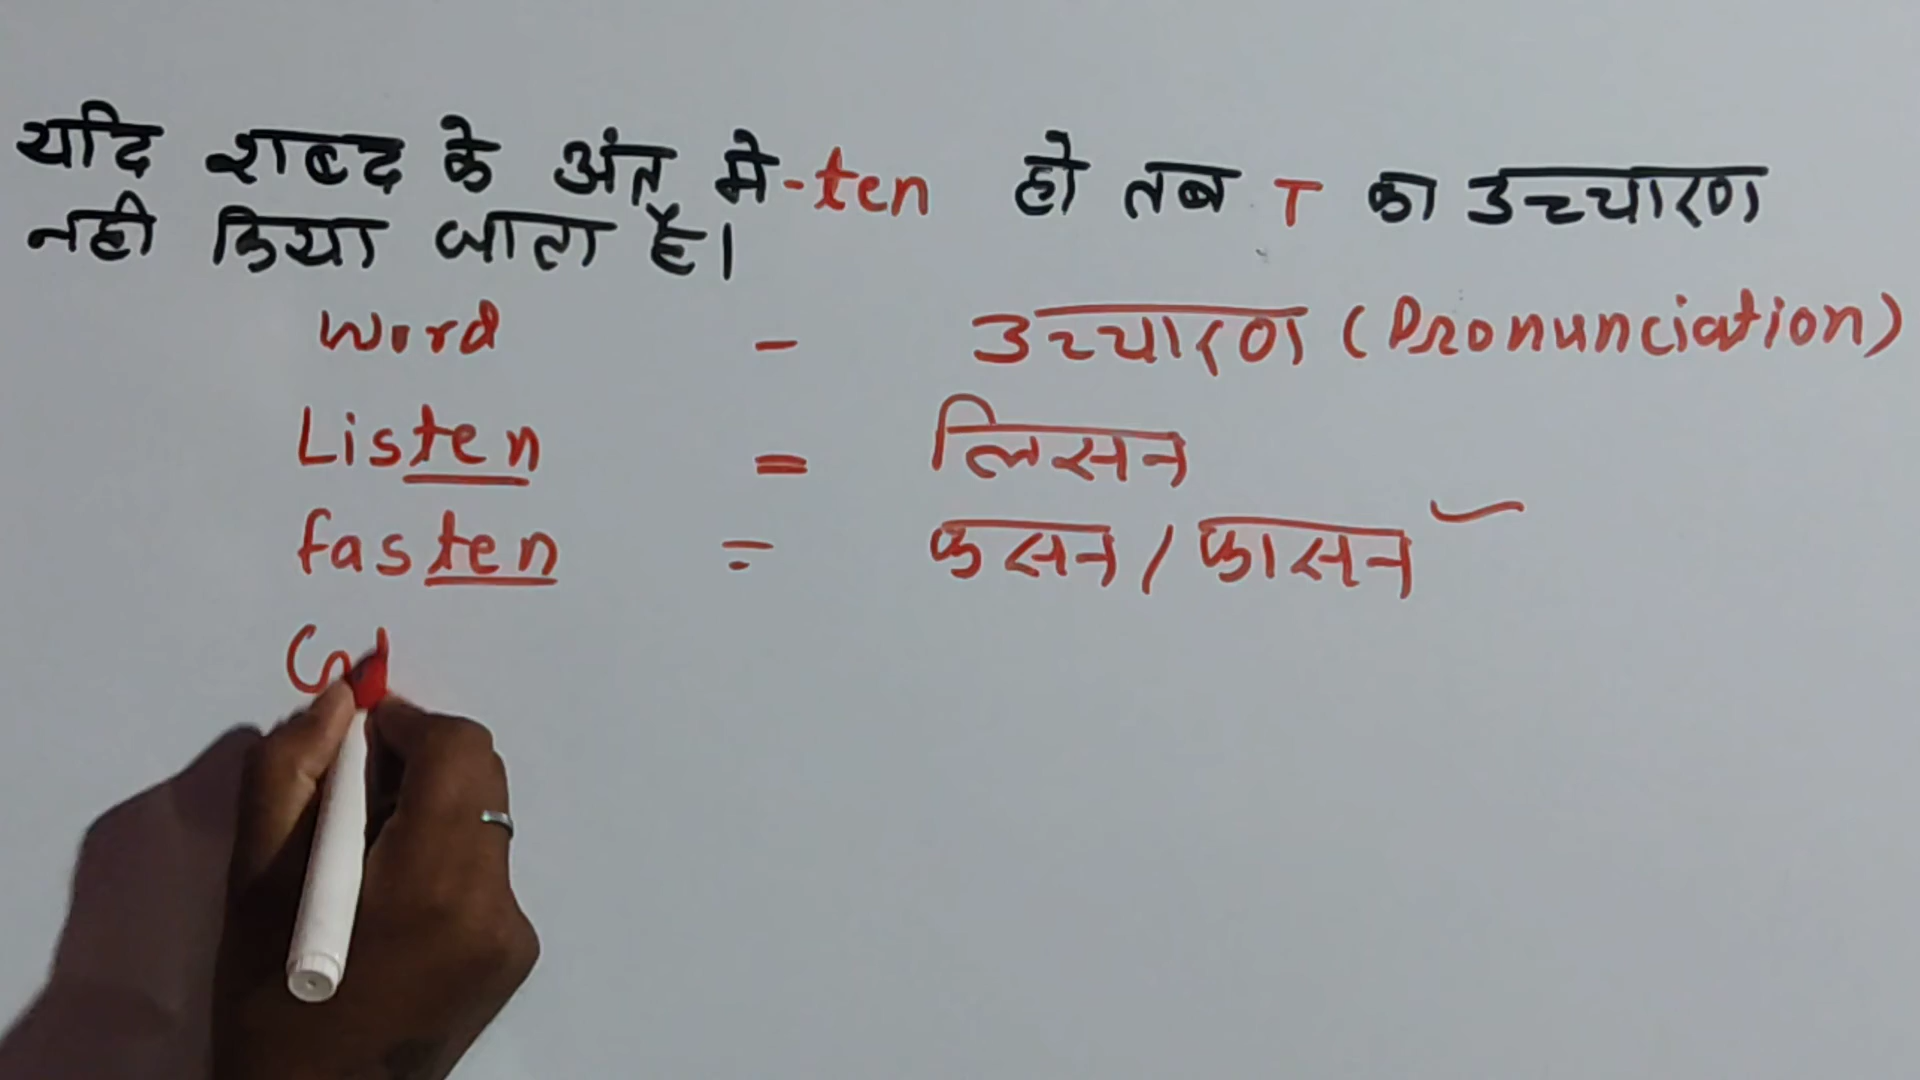 यदि शब्द के अंत मे -ten हो तब T का उच्चारण
नही किया जाता है।
Word - उच्चारण (Pronunciation)
Listen = लिसन
fasten = फसन / फासन